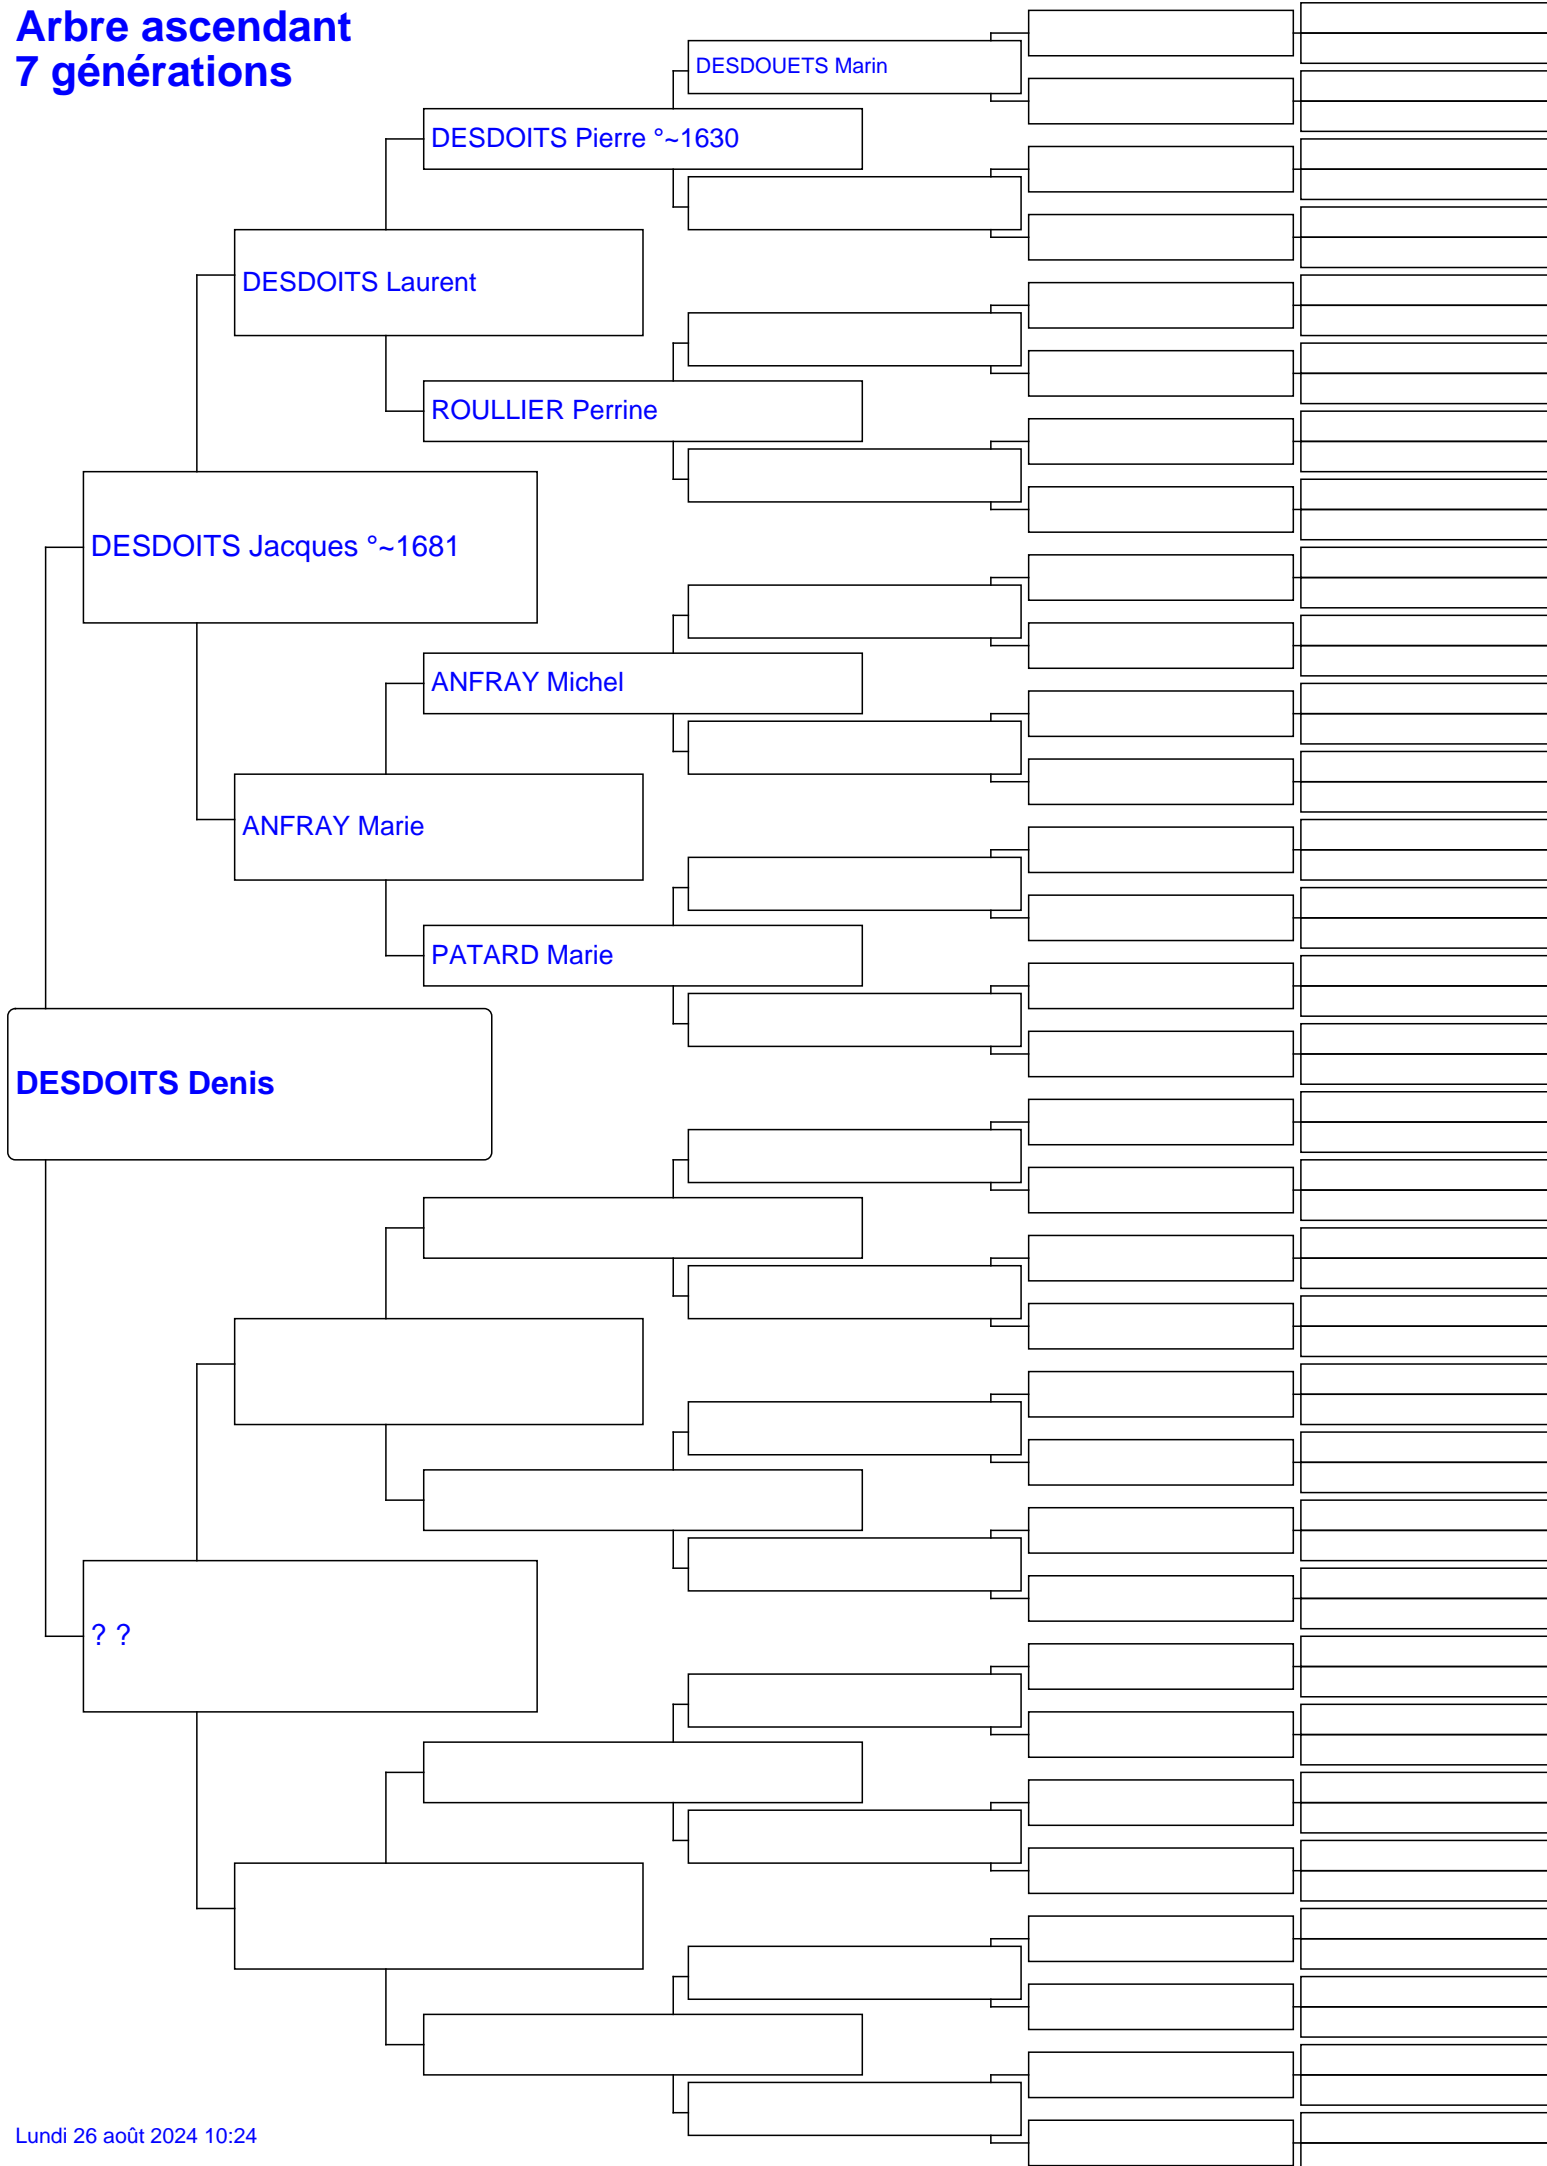 Arbre ascendant
7 générations
DESDOUETS Marin
DESDOITS Pierre °~1630
DESDOITS Laurent
ROULLIER Perrine
DESDOITS Jacques °~1681
ANFRAY Michel
ANFRAY Marie
PATARD Marie
DESDOITS Denis
? ?
Lundi 26 août 2024 10:24